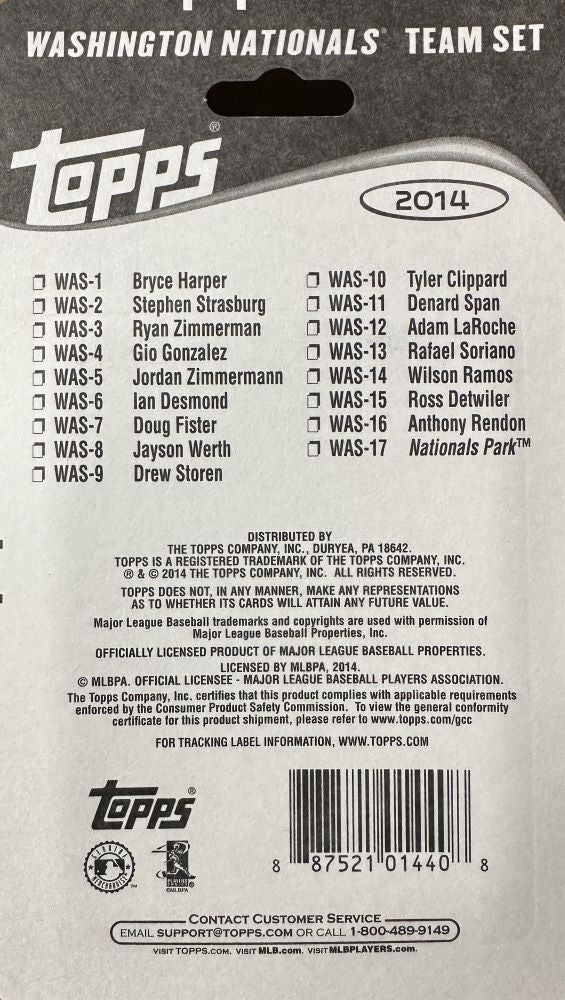 WASHINGTON NATIONALS® TEAM SET
TOPPS®
2014
WAS-1 Bryce Harper
WAS-2 Stephen Strasburg
WAS-3 Ryan Zimmerman
WAS-4 Gio Gonzalez
WAS-5 Jordan Zimmermann
WAS-6 Ian Desmond
WAS-7 Doug Fister
WAS-8 Jayson Werth
WAS-9 Drew Storen
WAS-10 Tyler Clippard
WAS-11 Denard Span
WAS-12 Adam LaRoche
WAS-13 Rafael Soriano
WAS-14 Wilson Ramos
WAS-15 Ross Detwiler
WAS-16 Anthony Rendon
WAS-17 Nationals Park™
DISTRIBUTED BY
THE TOPPS COMPANY, INC., DURYEA, PA 18642.
TOPPS IS A REGISTERED TRADEMARK OF THE TOPPS COMPANY, INC.
® & © 2014 THE TOPPS COMPANY, INC. ALL RIGHTS RESERVED.
TOPPS DOES NOT, IN ANY MANNER, MAKE ANY REPRESENTATIONS
AS TO WHETHER ITS CARDS WILL ATTAIN ANY FUTURE VALUE.
Major League Baseball trademarks and copyrights are used with permission of
Major League Baseball Properties, Inc.
OFFICIALLY LICENSED PRODUCT OF MAJOR LEAGUE BASEBALL PROPERTIES.
LICENSED BY MLBPA, 2014.
© MLBPA. OFFICIAL LICENSEE - MAJOR LEAGUE BASEBALL PLAYERS ASSOCIATION.
The Topps Company, Inc. certifies that this product complies with applicable requirements
enforced by the Consumer Product Safety Commission. To view the general conformity
certificate for this product shipment, please refer to www.topps.com/gcc
FOR TRACKING LABEL INFORMATION, WWW.TOPPS.COM
TOPPS®
GENUINE
MERCHANDISE
™
PLAYERS
CHOICE
®
©MLBPA
8 87521 01440 8
CONTACT CUSTOMER SERVICE
EMAIL SUPPORT@TOPPS.COM OR CALL 1-800-489-9149
VISIT TOPPS.COM. VISIT MLB.com. VISIT MLBPLAYERS.com.